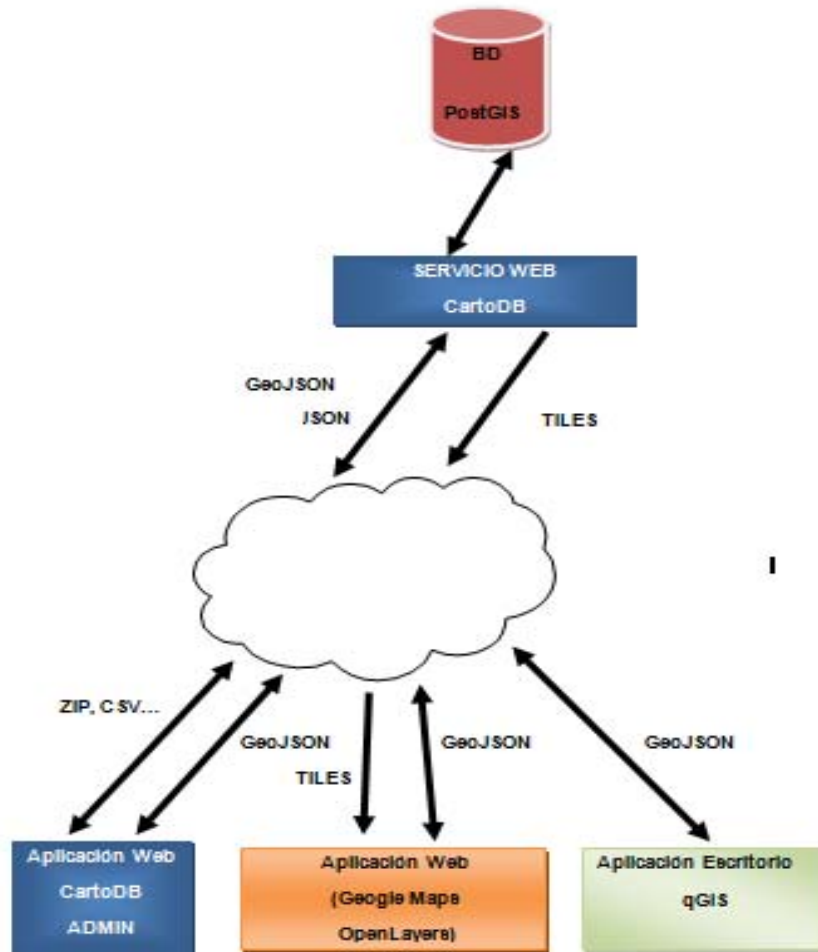 BD
PostGIS
SERVICIO WEB
CartoDB
GeoJSON
JSON
TILES
I
ZIP, CSV...
GeoJSON
TILES
GeoJSON
GeoJSON
Aplicación Web
CartoDB
ADMIN
Aplicación Web
(Google Maps
OpenLayers)
Aplicación Escritorio
qGIS